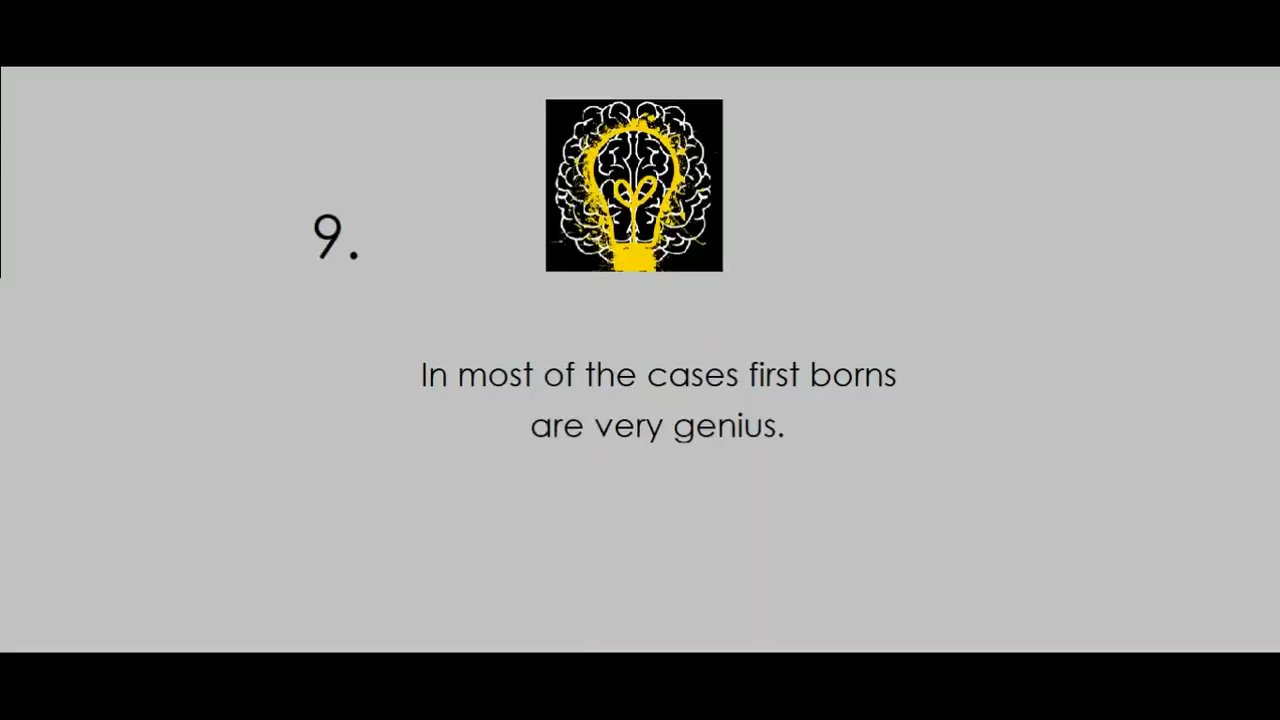 9.
In most of the cases first borns
are very genius.